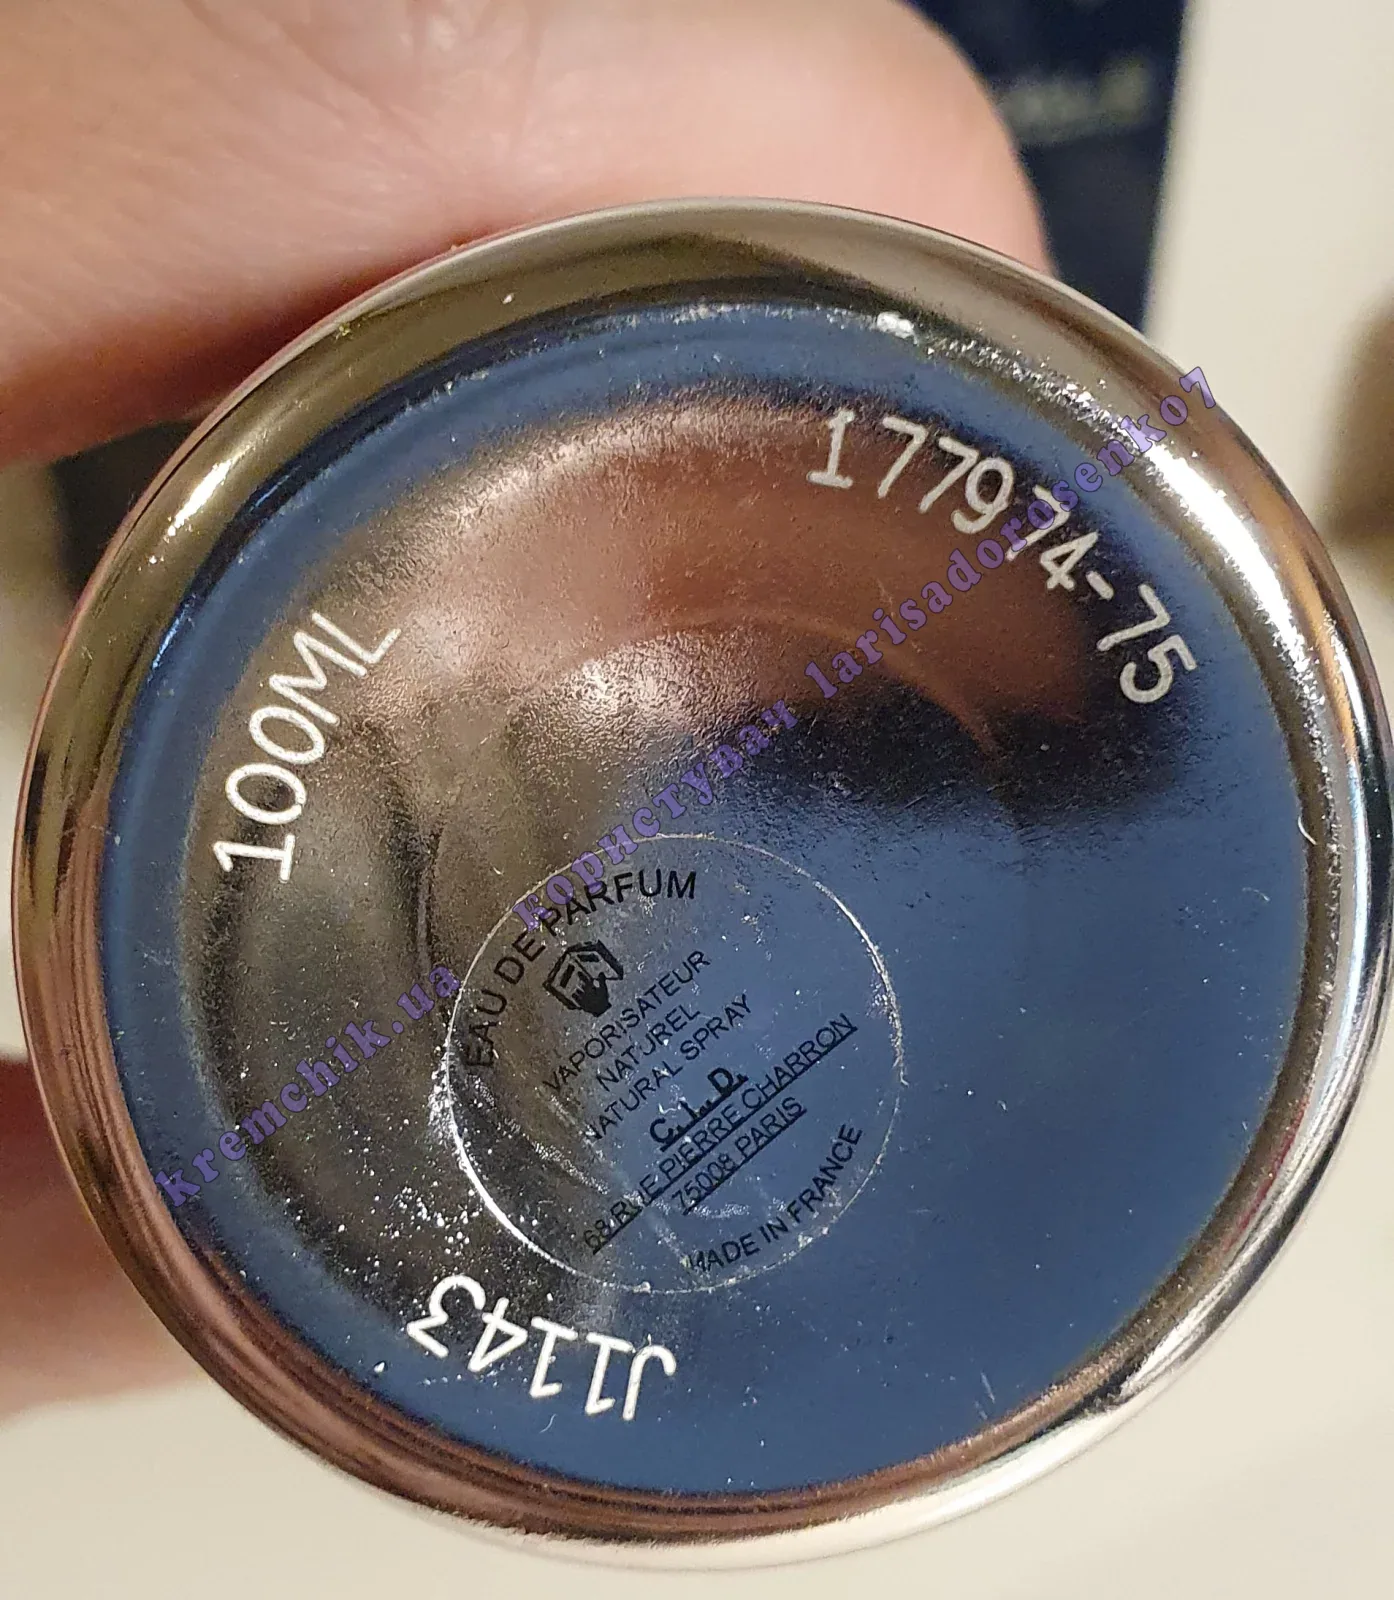 100ML
17794-75
EAU DE PARFUM
VAPORISATEUR
NATUREL
NATURAL SPRAY
C.L.D.
68 RUE PIERRE CHARRON
75008 PARIS
MADE IN FRANCE
J1143
kremchik.ua користувач larisadorosenko7